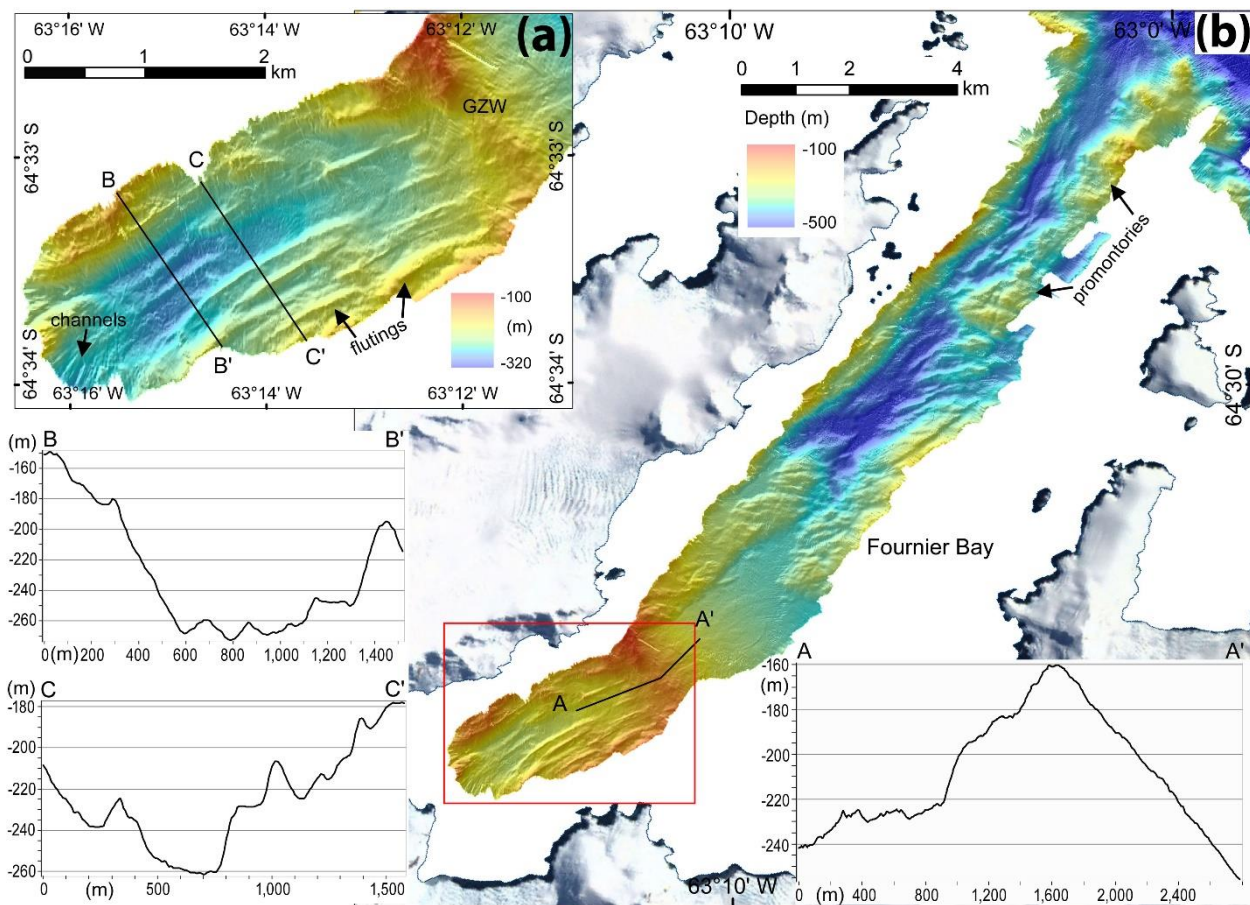 63°16' W
63°14' W
63°12' W
(a)
0 1 2
km
GZW
64°33' S
64°33' S
B
C
channels
B'
C'
flutings
-100
(m)
-320
64°34' S
64°34' S
63°16' W
63°14' W
63°12' W
63°10' W
63°0' W
(b)
0 1 2 4
km
Depth (m)
-100
-500
promontories
64°30' S
Fournier Bay
A'
A
63°10' W
(m) B B'
-160
-180
-200
-220
-240
-260
0 (m) 200 400 600 800 1,000 1,200 1,400
(m) C C'
-180
-200
-220
-240
-260
0 (m) 500 1,000 1,500
A A'
-160
(m)
-180
-200
-220
-240
(m) 400 800 1,200 1,600 2,000 2,400